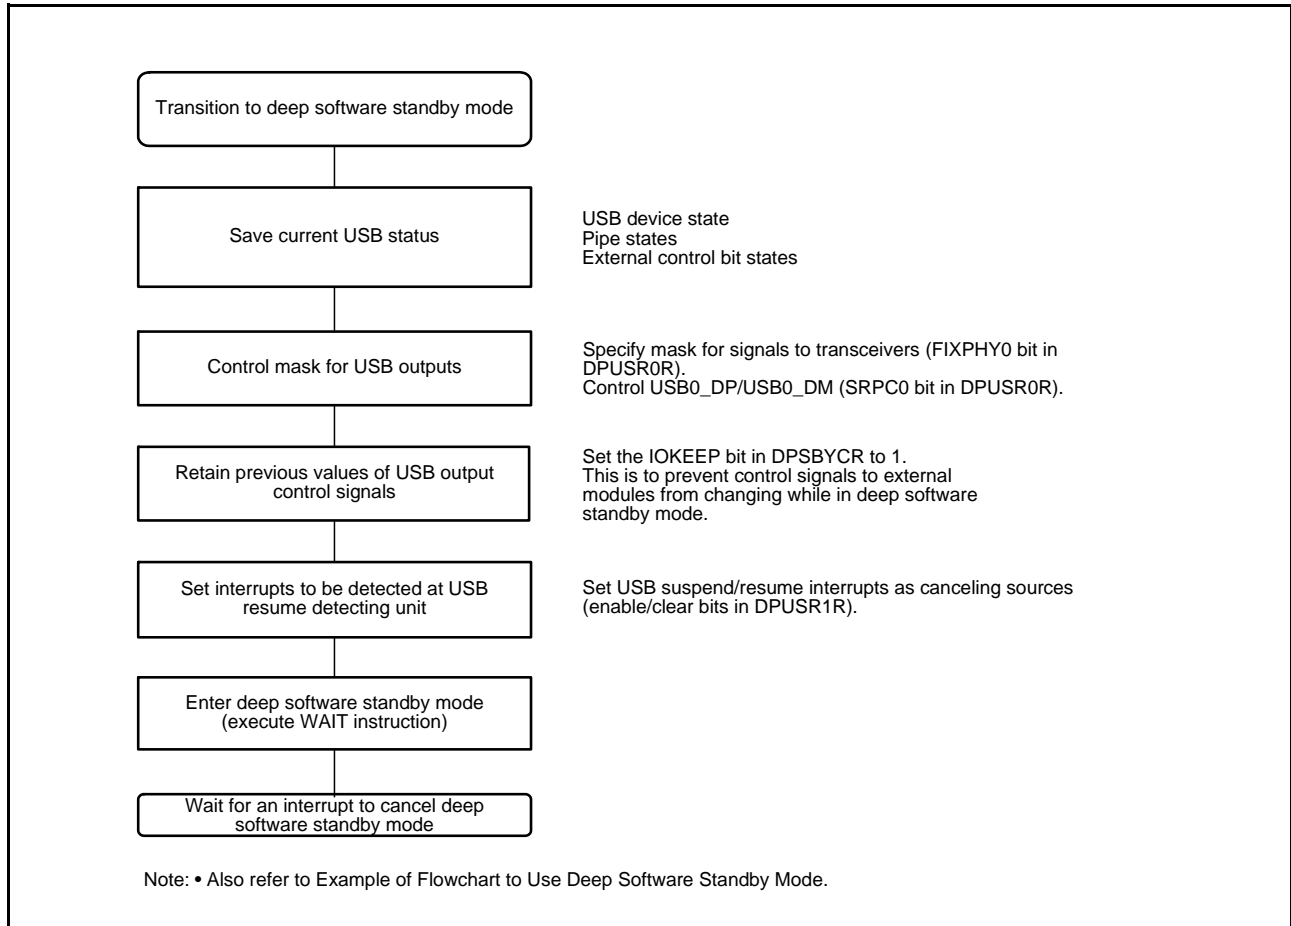 Transition to deep software standby mode
Save current USB status
USB device state
Pipe states
External control bit states
Control mask for USB outputs
Specify mask for signals to transceivers (FIXPHY0 bit in
DPUSR0R).
Control USB0_DP/USB0_DM (SRPC0 bit in DPUSR0R).
Retain previous values of USB output
control signals
Set the IOKEEP bit in DPSBYCR to 1.
This is to prevent control signals to external
modules from changing while in deep software
standby mode.
Set interrupts to be detected at USB
resume detecting unit
Set USB suspend/resume interrupts as canceling sources
(enable/clear bits in DPUSR1R).
Enter deep software standby mode
(execute WAIT instruction)
Wait for an interrupt to cancel deep
software standby mode
Note: • Also refer to Example of Flowchart to Use Deep Software Standby Mode.